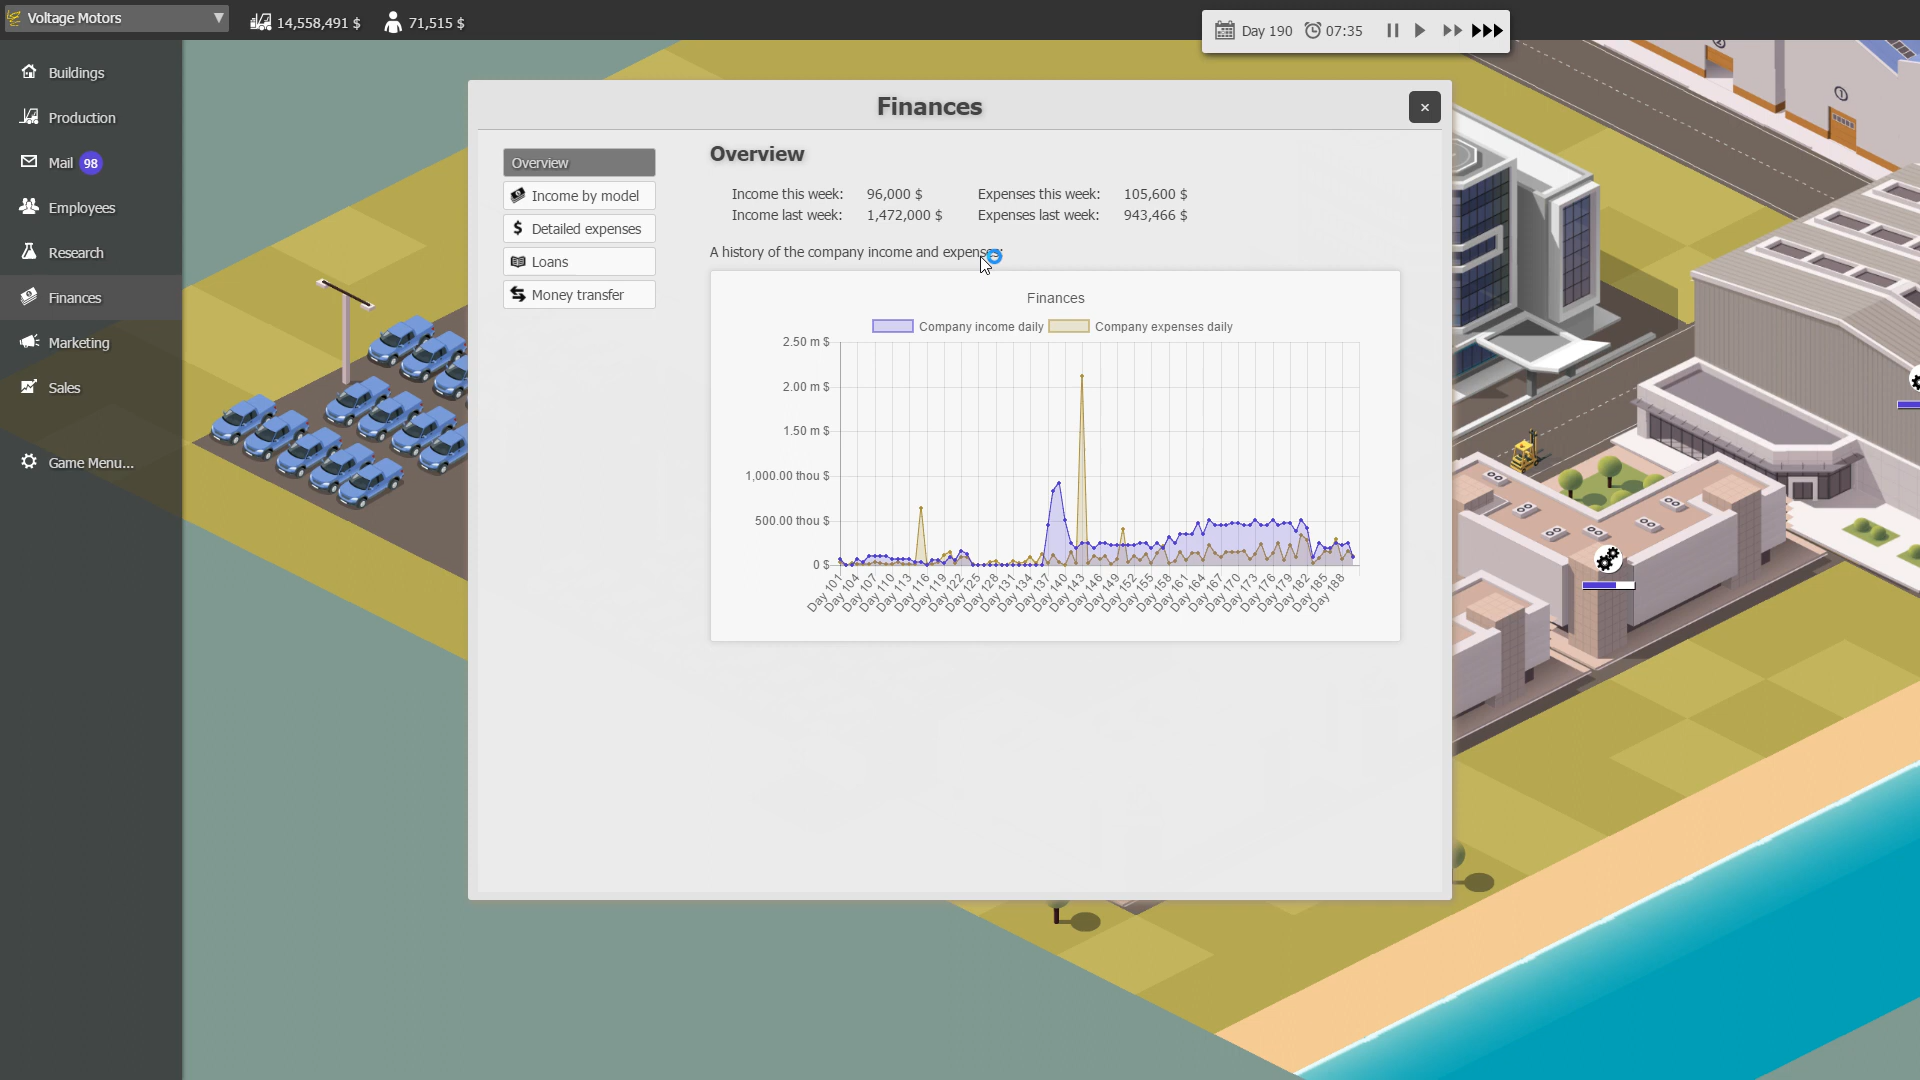 Voltage Motors
14,558,491 $
71,515 $
Day 190
07:35
Buildings
Production
Mail 98
Employees
Research
Finances
Marketing
Sales
Game Menu...
Finances
×
Overview
Income by model
Detailed expenses
Loans
Money transfer
Overview
Income this week: 96,000 $ Expenses this week: 105,600 $
Income last week: 1,472,000 $ Expenses last week: 943,466 $
A history of the company income and
Finances
Company income daily Company expenses daily
2.50 m $
2.00 m $
1.50 m $
1,000.00 thou $
500.00 thou $
0 $
Day 101 Day 104 Day 107 Day 110 Day 113 Day 116 Day 119 Day 122 Day 125 Day 128 Day 131 Day 134 Day 137 Day 140 Day 143 Day 146 Day 149 Day 152 Day 155 Day 158 Day 161 Day 164 Day 167 Day 170 Day 173 Day 176 Day 179 Day 182 Day 185 Day 188
1